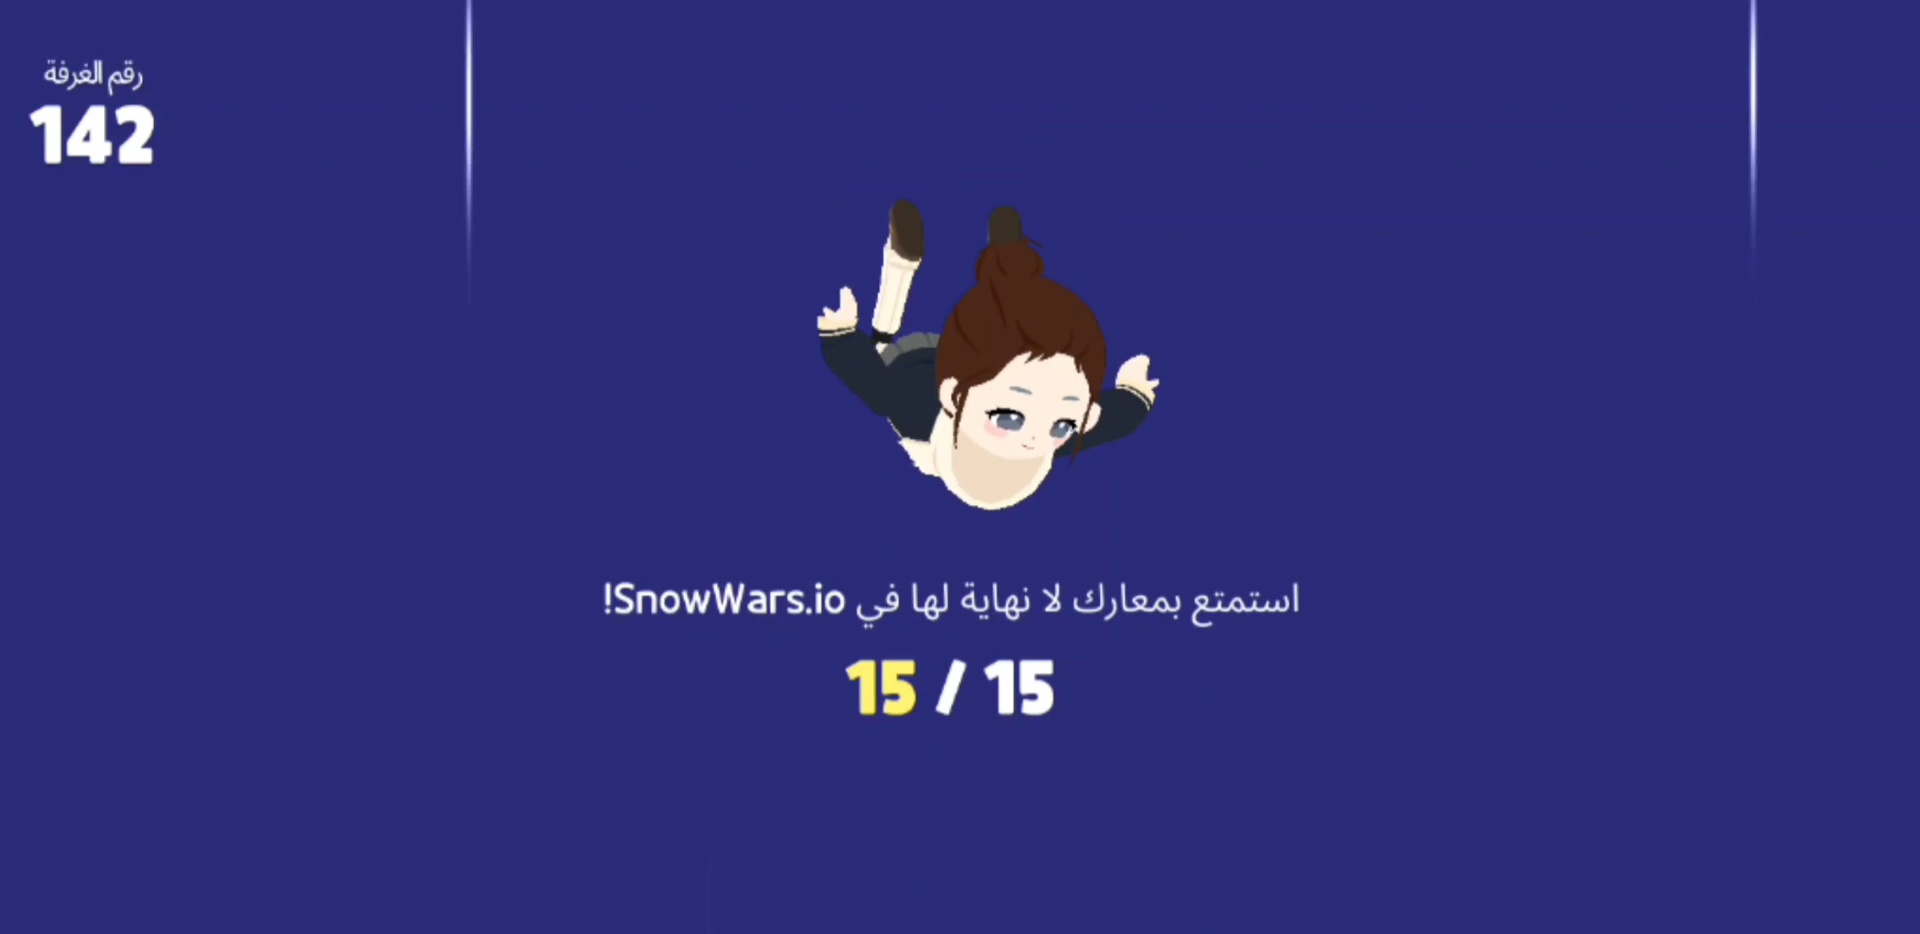 رقم الغرفة
142
استمتع بمعارك لا نهاية لها في SnowWars.io!
15 / 15